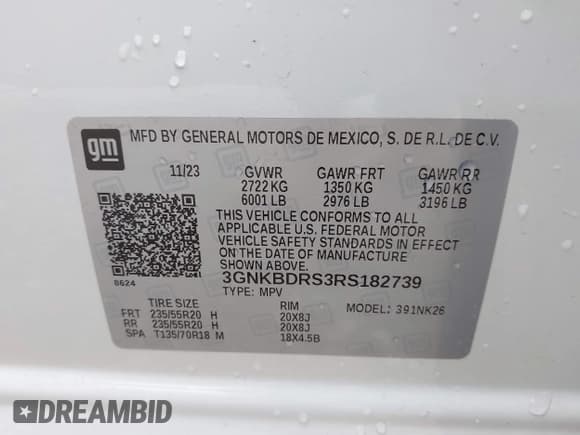 gm
MFD BY GENERAL MOTORS DE MEXICO, S. DE R.L. DE C.V.
11/23 GVWR GAWR FRT GAWR RR
2722 KG 1350 KG 1450 KG
6001 LB 2976 LB 3196 LB
THIS VEHICLE CONFORMS TO ALL
APPLICABLE U.S. FEDERAL MOTOR
VEHICLE SAFETY STANDARDS IN EFFECT
ON THE DATE OF MANUFACTURE
SHOWN ABOVE.
8624
3GNKBDRS3RS182739
TYPE: MPV
TIRE SIZE RIM MODEL: 391NK26
FRT 235/55R20 H 20X8J
RR 235/55R20 H 20X8J
SPA T135/70R18 M 18X4.5B
DREAMBID